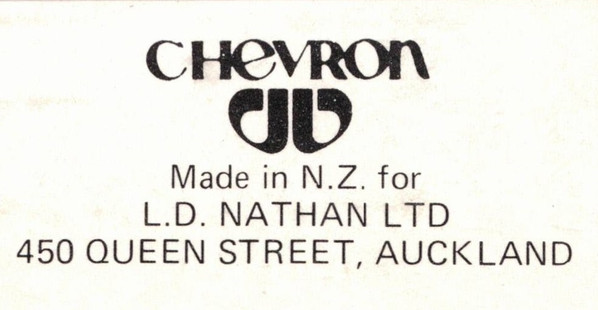 CHeVRON
Made in N.Z. for
L.D. NATHAN LTD
450 QUEEN STREET, AUCKLAND